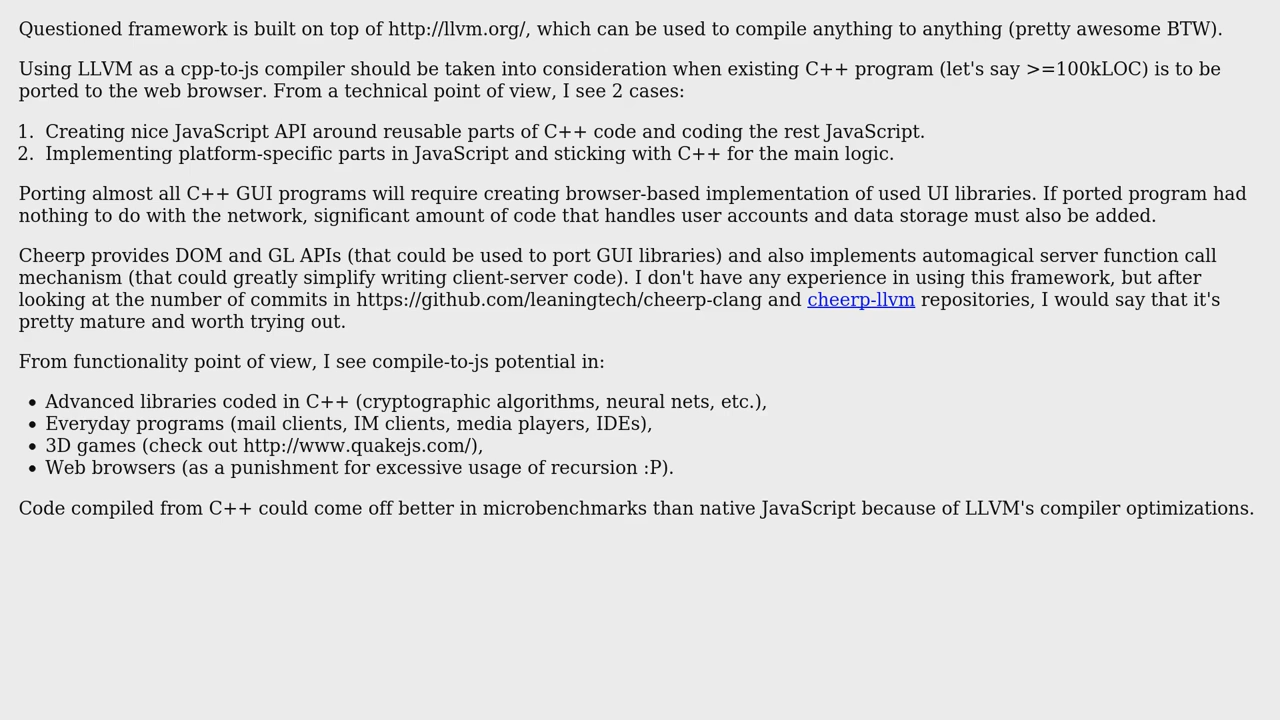 Questioned framework is built on top of http://llvm.org/, which can be used to compile anything to anything (pretty awesome BTW).
Using LLVM as a cpp-to-js compiler should be taken into consideration when existing C++ program (let's say >=100kLOC) is to be
ported to the web browser. From a technical point of view, I see 2 cases:
1. Creating nice JavaScript API around reusable parts of C++ code and coding the rest JavaScript.
2. Implementing platform-specific parts in JavaScript and sticking with C++ for the main logic.
Porting almost all C++ GUI programs will require creating browser-based implementation of used UI libraries. If ported program had
nothing to do with the network, significant amount of code that handles user accounts and data storage must also be added.
Cheerp provides DOM and GL APIs (that could be used to port GUI libraries) and also implements automagical server function call
mechanism (that could greatly simplify writing client-server code). I don't have any experience in using this framework, but after
looking at the number of commits in https://github.com/leaningtech/cheerp-clang and cheerp-llvm repositories, I would say that it's
pretty mature and worth trying out.
From functionality point of view, I see compile-to-js potential in:
• Advanced libraries coded in C++ (cryptographic algorithms, neural nets, etc.),
• Everyday programs (mail clients, IM clients, media players, IDEs),
• 3D games (check out http://www.quakejs.com/),
• Web browsers (as a punishment for excessive usage of recursion :P).
Code compiled from C++ could come off better in microbenchmarks than native JavaScript because of LLVM's compiler optimizations.